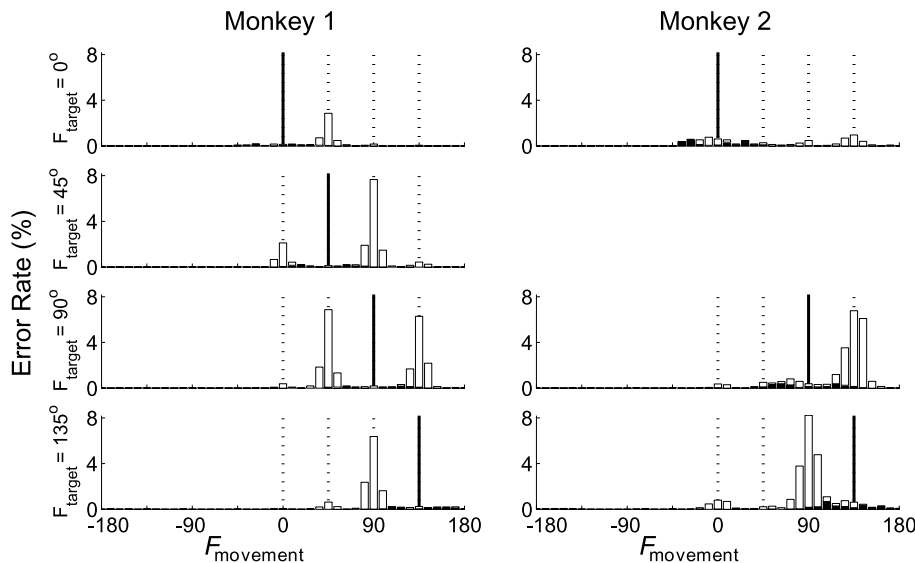 Monkey 1
Monkey 2
Error Rate (%)
F_target = 0°
8
4
0
8
4
0
F_target = 45°
8
4
0
F_target = 90°
8
4
0
8
4
0
F_target = 135°
8
4
0
8
4
0
-180 -90 0 90 180
-180 -90 0 90 180
F_movement
F_movement